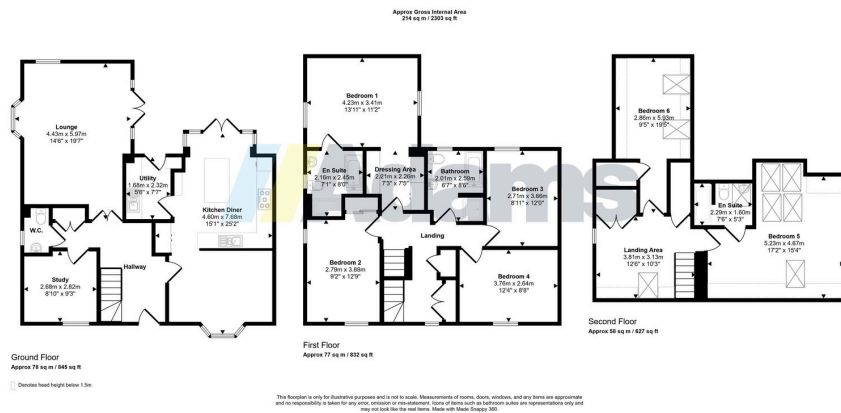 Approx Gross Internal Area
214 sq m / 2303 sq ft
Adams
Lounge
4.43m x 5.97m
14'6" x 19'7"
Utility
1.68m x 2.32m
5'6" x 7'7"
Kitchen Diner
4.60m x 7.68m
15'1" x 25'2"
W.C.
Study
2.68m x 2.82m
8'10" x 9'3"
Hallway
Ground Floor
Approx 78 sq m / 845 sq ft
Denotes head height below 1.5m
Bedroom 1
4.23m x 3.41m
13'11" x 11'2"
En Suite
2.16m x 2.45m
7'1" x 8'0"
Dressing Area
2.21m x 2.26m
7'3" x 7'5"
Bathroom
2.01m x 2.59m
6'7" x 8'6"
Bedroom 3
2.71m x 3.66m
8'11" x 12'0"
Landing
Bedroom 2
2.79m x 3.88m
9'2" x 12'9"
Bedroom 4
3.76m x 2.64m
12'4" x 8'8"
First Floor
Approx 77 sq m / 832 sq ft
Bedroom 6
2.86m x 5.93m
9'5" x 19'5"
En Suite
2.29m x 1.60m
7'6" x 5'3"
Landing Area
3.81m x 3.13m
12'6" x 10'3"
Bedroom 5
5.23m x 4.67m
17'2" x 15'4"
Second Floor
Approx 58 sq m / 627 sq ft
This floorplan is only for illustrative purposes and is not to scale. Measurements of rooms, doors, windows, and any items are approximate
and no responsibility is taken for any error, omission or mis-statement. Icons of items such as bathroom suites are representations only and
may not look like the real items. Made with Made Snappy 360.